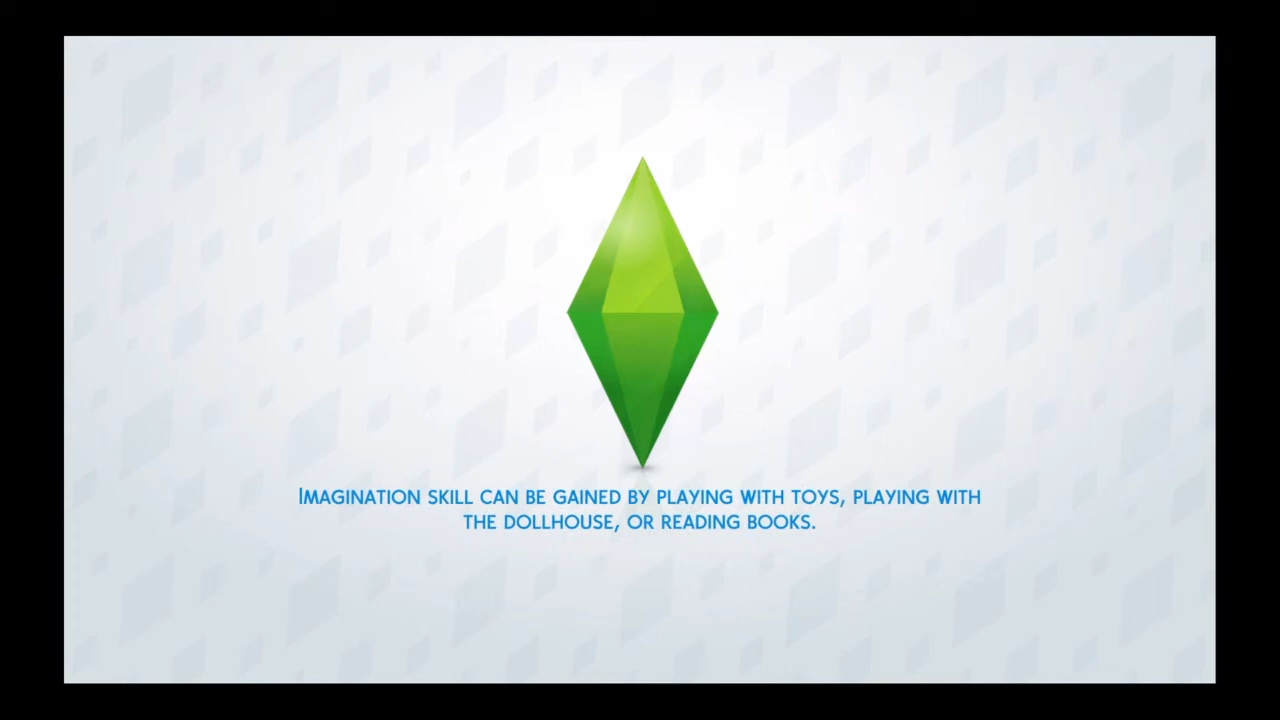 Imagination skill can be gained by playing with toys, playing with
the dollhouse, or reading books.